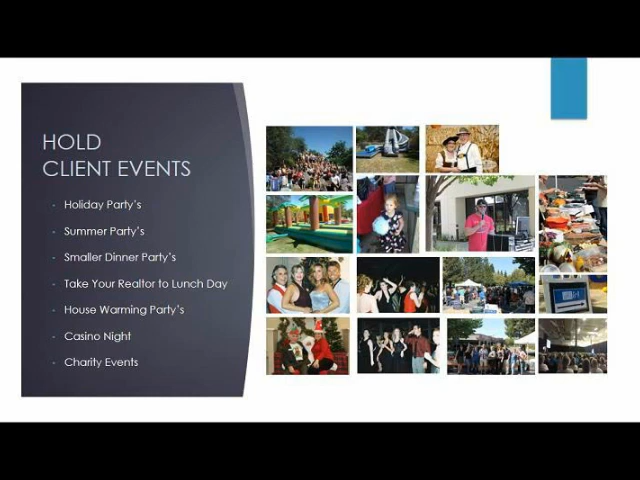 HOLD
CLIENT EVENTS
Holiday Party's
Summer Party's
Smaller Dinner Party's
Take Your Realtor to Lunch Day
House Warming Party's
Casino Night
Charity Events